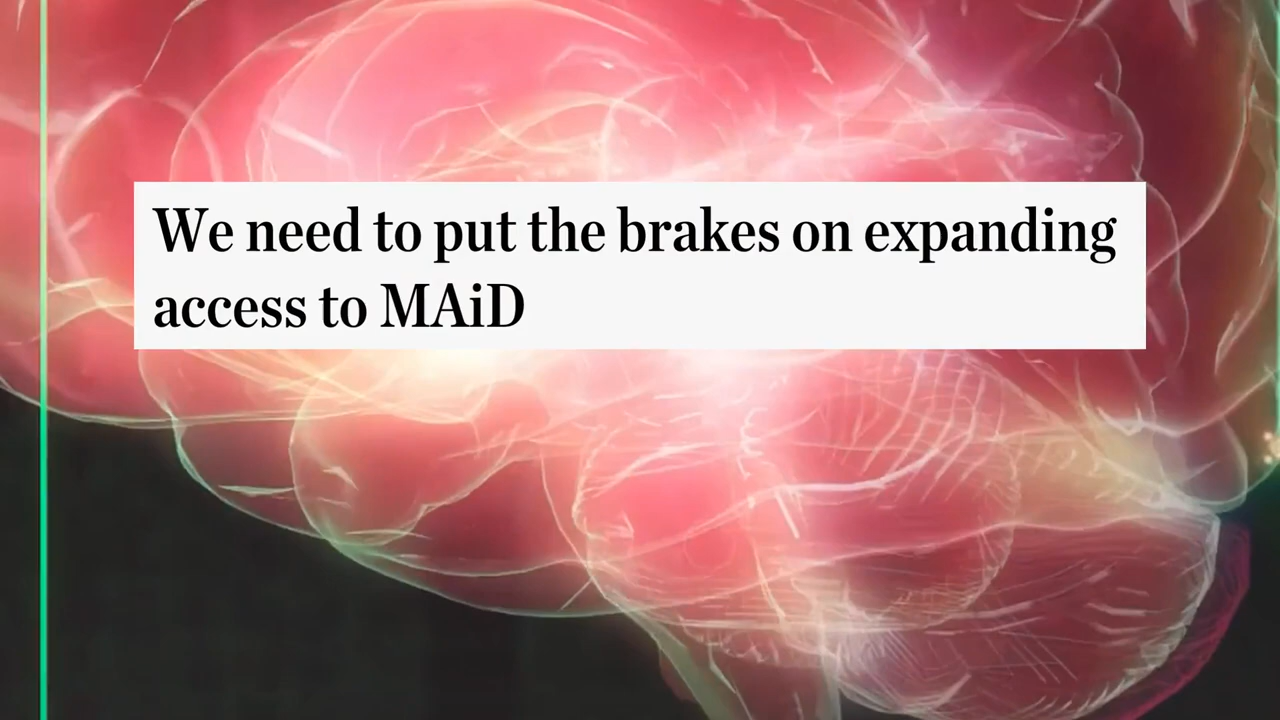 We need to put the brakes on expanding
access to MAiD